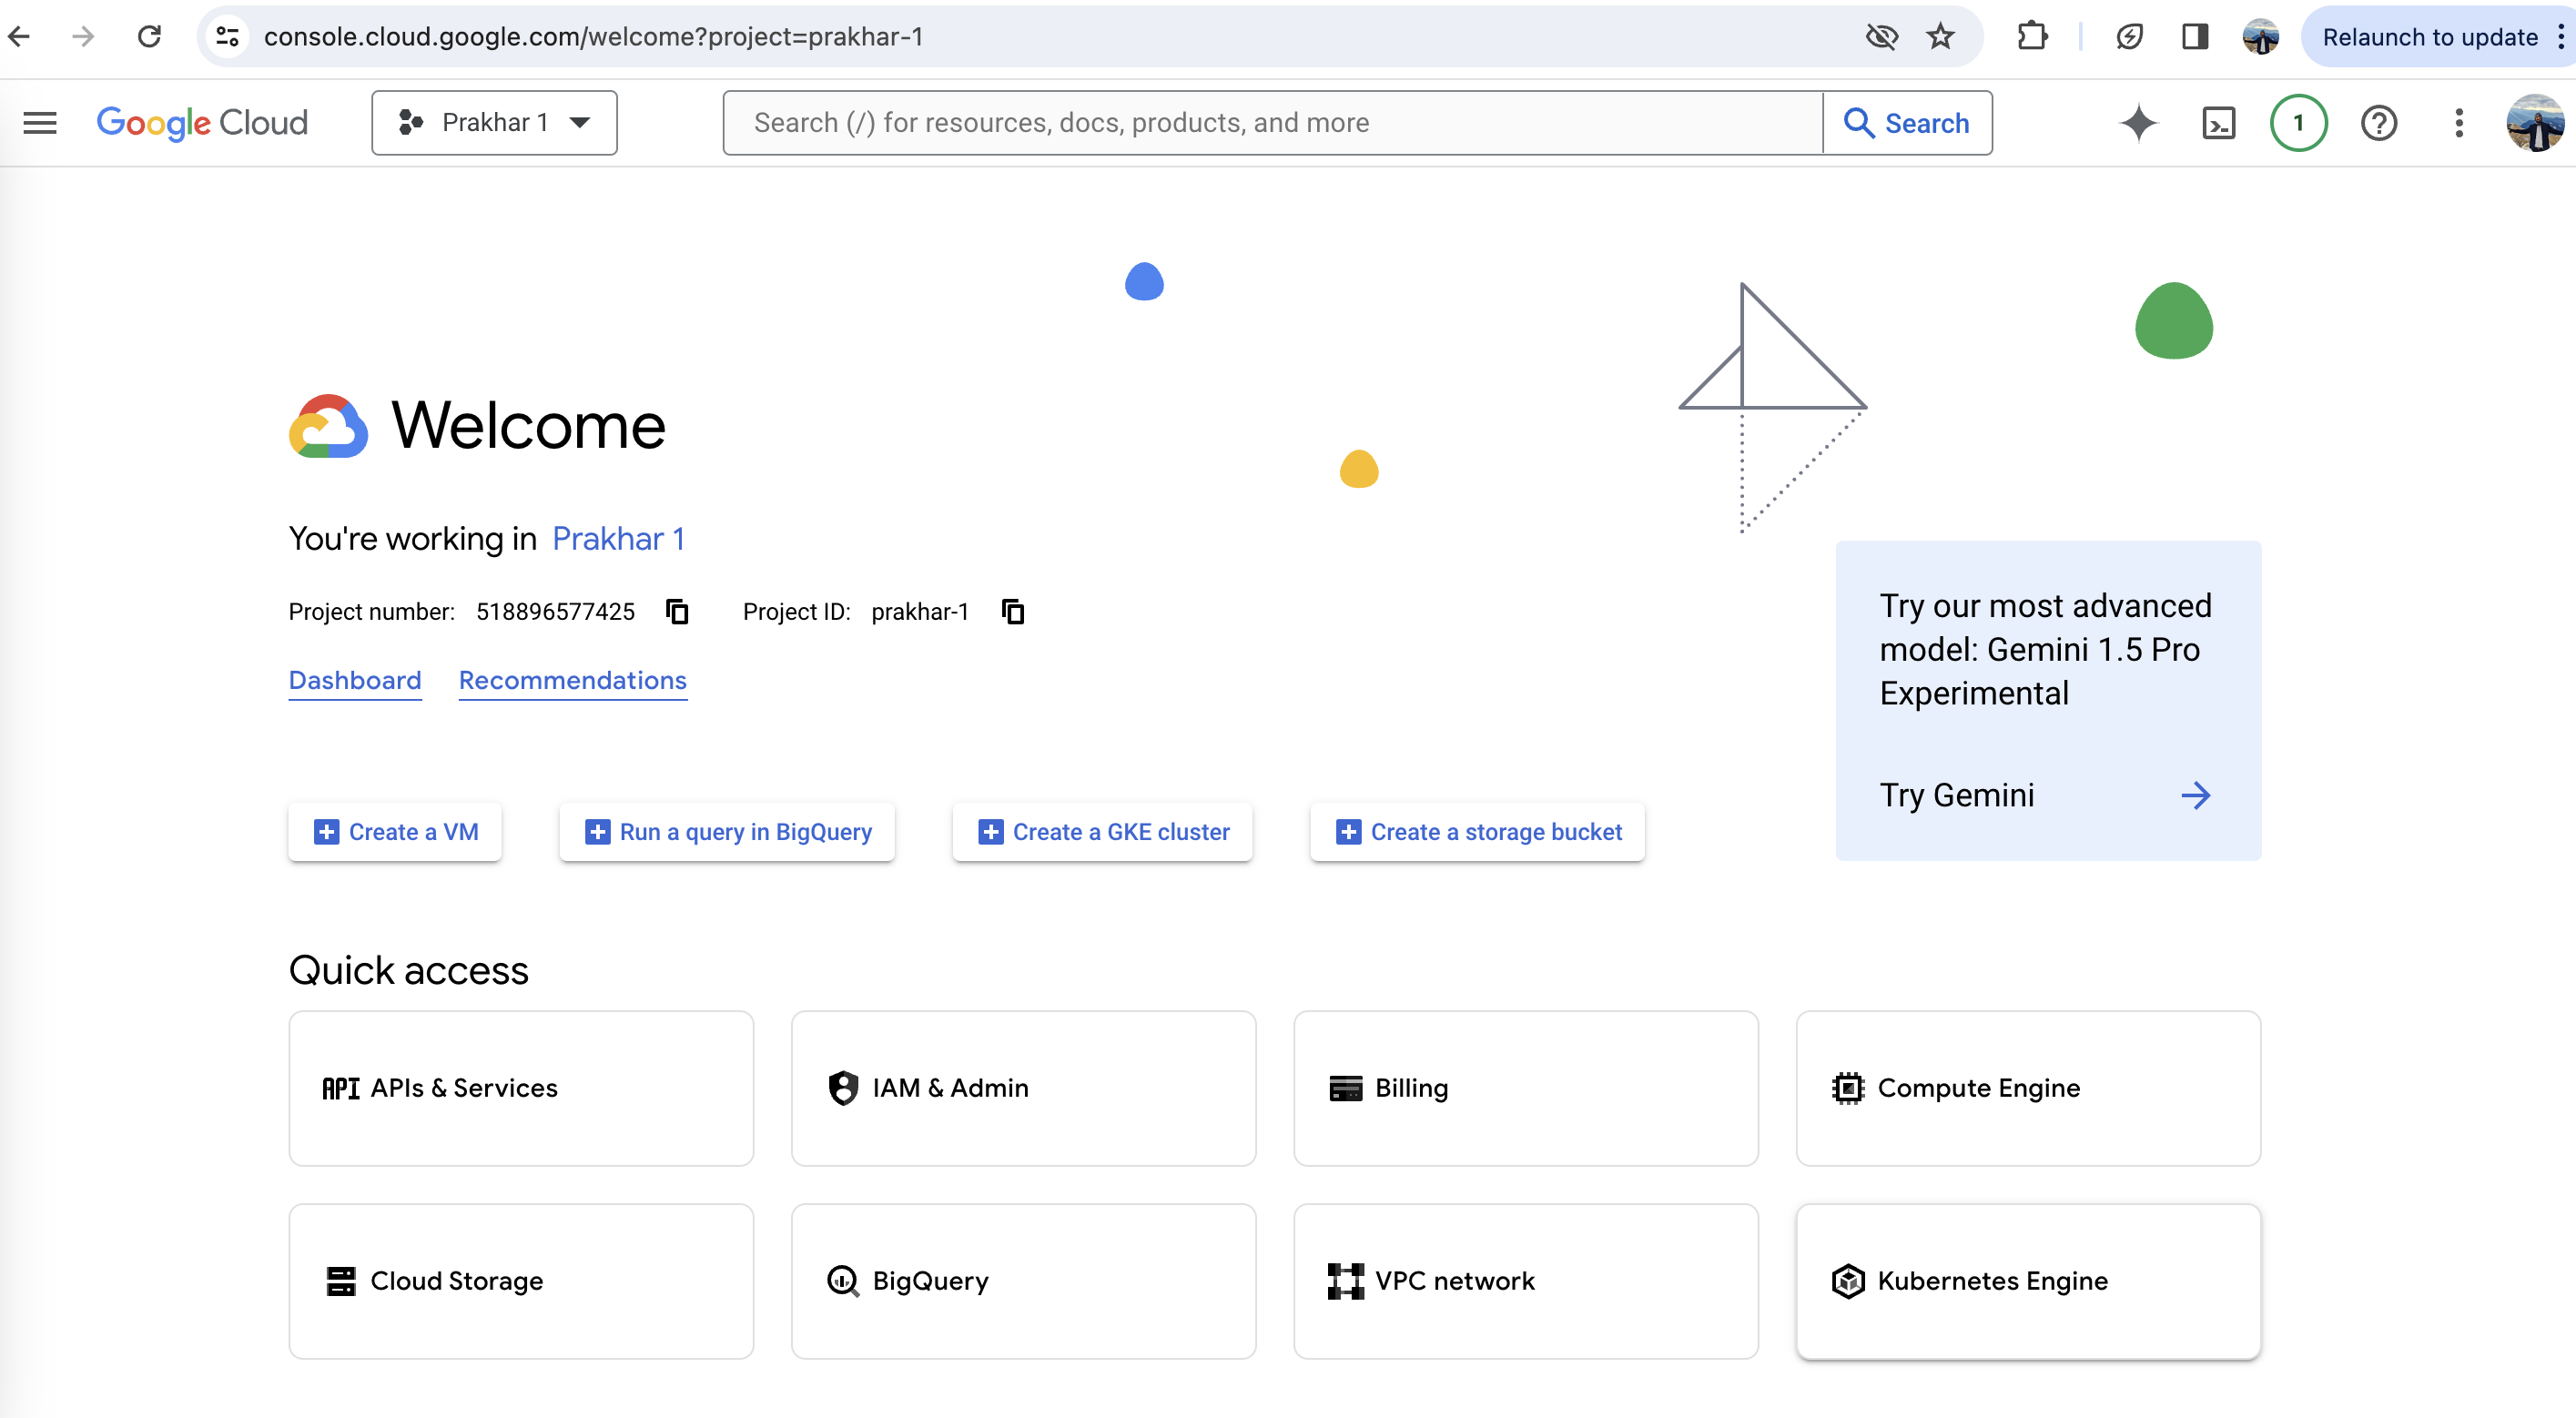 console.cloud.google.com/welcome?project=prakhar-1
Relaunch to update
Google Cloud
Prakhar 1
Search (/) for resources, docs, products, and more
Search
1
Welcome
You're working in Prakhar 1
Project number: 518896577425 Project ID: prakhar-1
Dashboard Recommendations
Try our most advanced
model: Gemini 1.5 Pro
Experimental
Try Gemini
Create a VM
Run a query in BigQuery
Create a GKE cluster
Create a storage bucket
Quick access
API APIs & Services
IAM & Admin
Billing
Compute Engine
Cloud Storage
BigQuery
VPC network
Kubernetes Engine